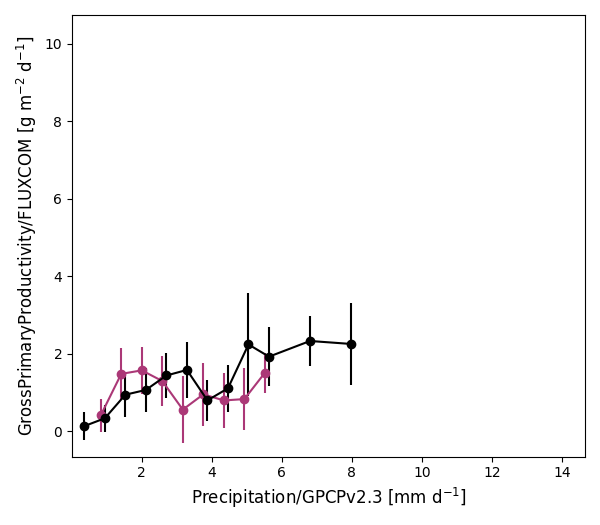 GrossPrimaryProductivity/FLUXCOM [g m⁻² d⁻¹]
10
8
6
4
2
0
2 4 6 8 10 12 14
Precipitation/GPCPv2.3 [mm d⁻¹]